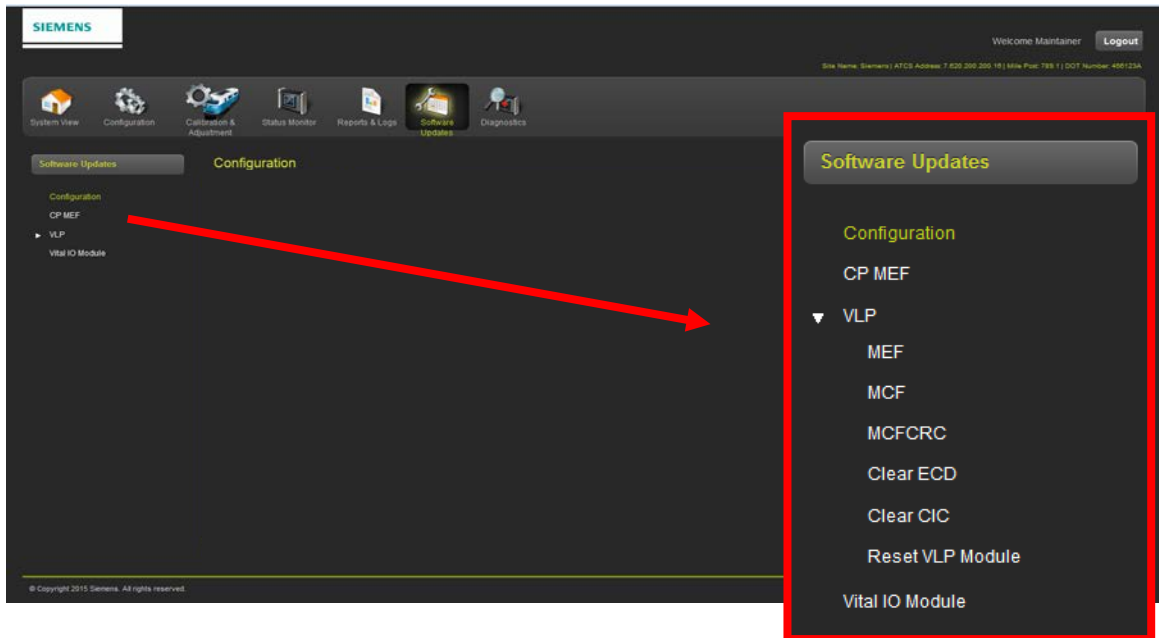 SIEMENS
Welcome Maintainer Logout
Site Name: Siemens | ATCS Address: 7.620.200.200.16 | Mile Post: 789.1 | DOT Number: 466123A
System View
Configuration
Calibration &
Adjustment
Status Monitor
Reports & Logs
Software
Updates
Diagnostics
Software Updates
Configuration
Configuration
CP MEF
VLP
Vital IO Module
Software Updates
Configuration
CP MEF
VLP
MEF
MCF
MCFCRC
Clear ECD
Clear CIC
Reset VLP Module
Vital IO Module
© Copyright 2015 Siemens. All rights reserved.